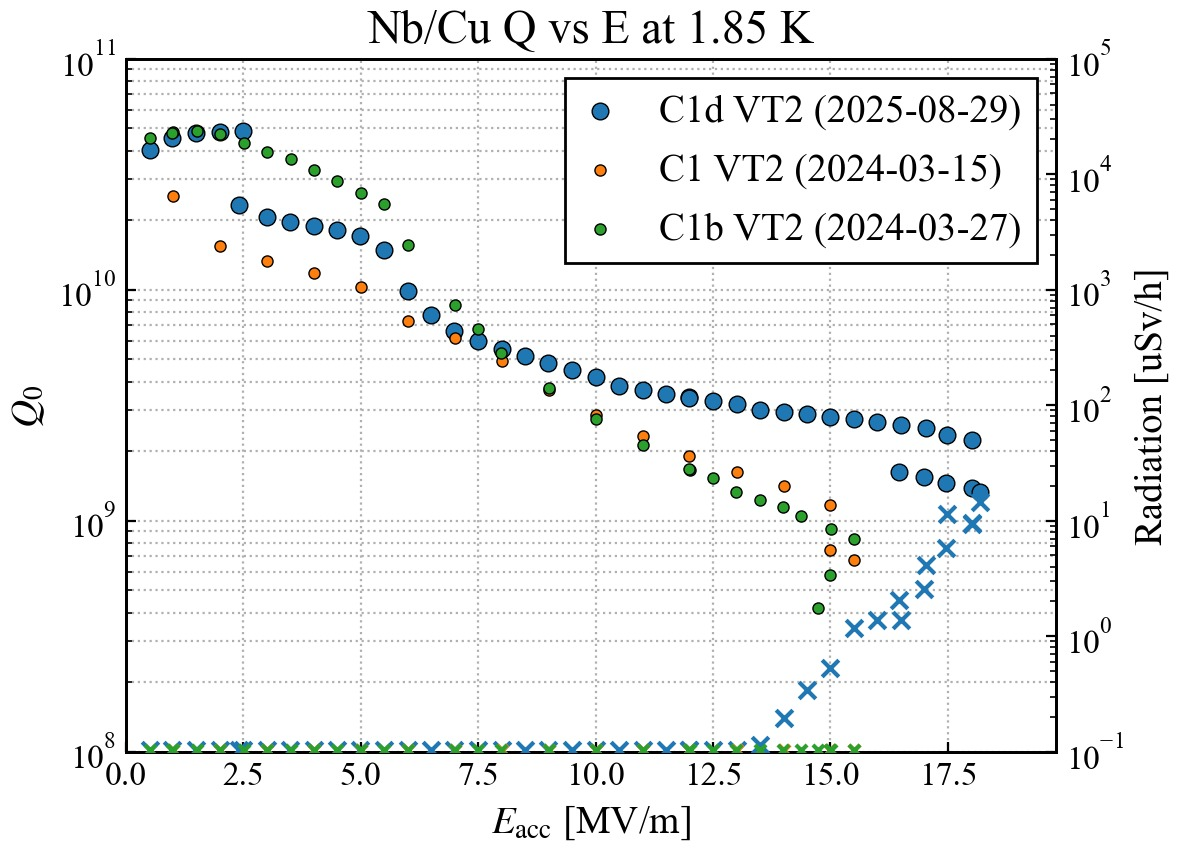 Nb/Cu Q vs E at 1.85 K
10^11
10^10
10^9
10^8
Q_0
C1d VT2 (2025-08-29)
C1 VT2 (2024-03-15)
C1b VT2 (2024-03-27)
10^5
10^4
10^3
10^2
10^1
10^0
10^−1
Radiation [uSv/h]
0.0 2.5 5.0 7.5 10.0 12.5 15.0 17.5
E_acc [MV/m]